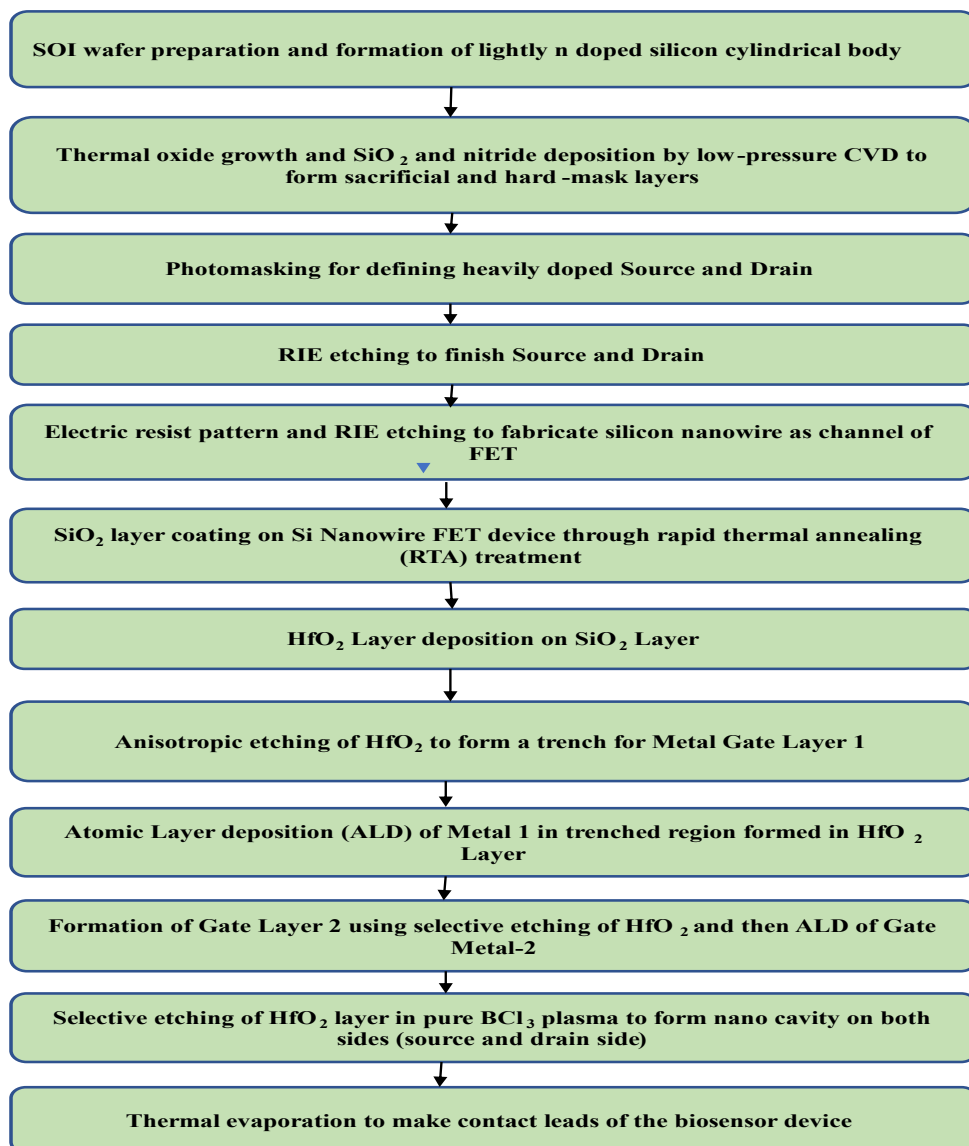 SOI wafer preparation and formation of lightly n doped silicon cylindrical body
Thermal oxide growth and SiO₂ and nitride deposition by low-pressure CVD to
form sacrificial and hard-mask layers
Photomasking for defining heavily doped Source and Drain
RIE etching to finish Source and Drain
Electric resist pattern and RIE etching to fabricate silicon nanowire as channel of
FET
SiO₂ layer coating on Si Nanowire FET device through rapid thermal annealing
(RTA) treatment
HfO₂ Layer deposition on SiO₂ Layer
Anisotropic etching of HfO₂ to form a trench for Metal Gate Layer 1
Atomic Layer deposition (ALD) of Metal 1 in trenched region formed in HfO₂
Layer
Formation of Gate Layer 2 using selective etching of HfO₂ and then ALD of Gate
Metal-2
Selective etching of HfO₂ layer in pure BCl₃ plasma to form nano cavity on both
sides (source and drain side)
Thermal evaporation to make contact leads of the biosensor device